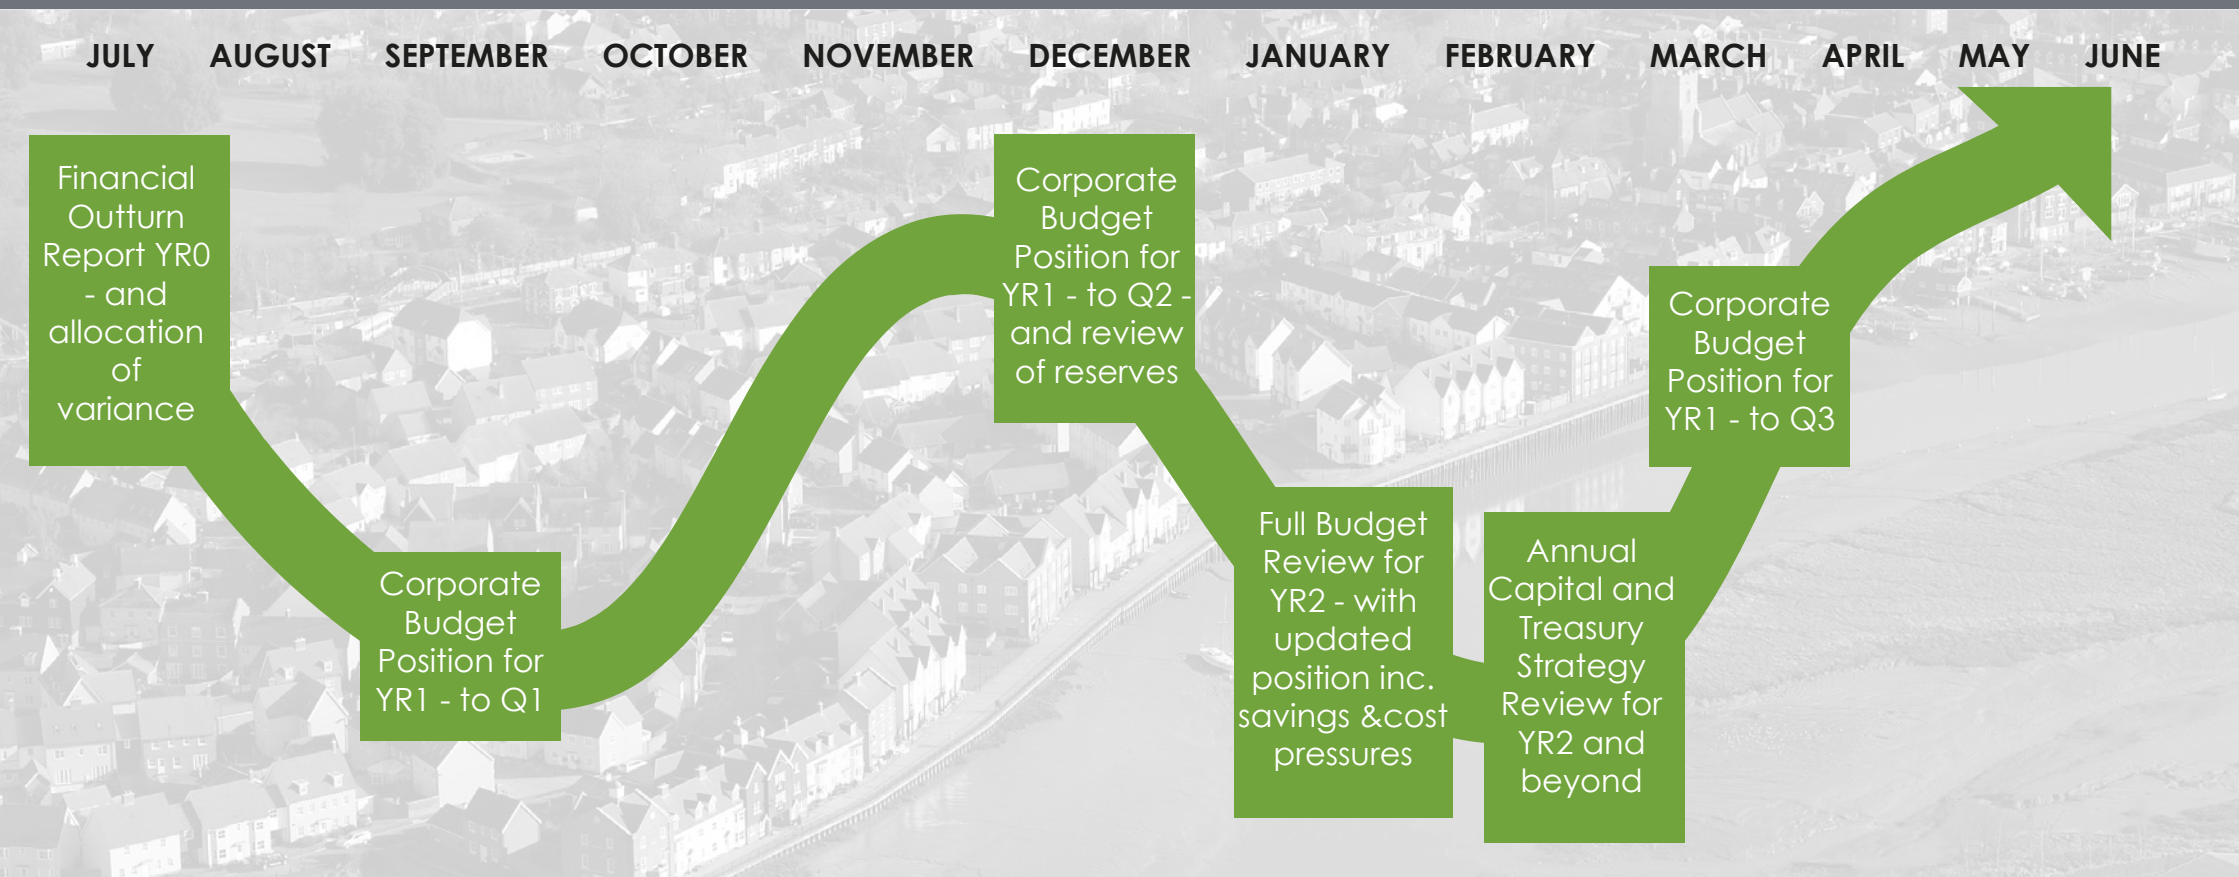 JULY AUGUST SEPTEMBER OCTOBER NOVEMBER DECEMBER JANUARY FEBRUARY MARCH APRIL MAY JUNE
Financial
Outturn
Report YR0
- and
allocation
of
variance
Corporate
Budget
Position for
YR1 - to Q1
Corporate
Budget
Position for
YR1 - to Q2 -
and review
of reserves
Full Budget
Review for
YR2 - with
updated
position inc.
savings &cost
pressures
Annual
Capital and
Treasury
Strategy
Review for
YR2 and
beyond
Corporate
Budget
Position for
YR1 - to Q3